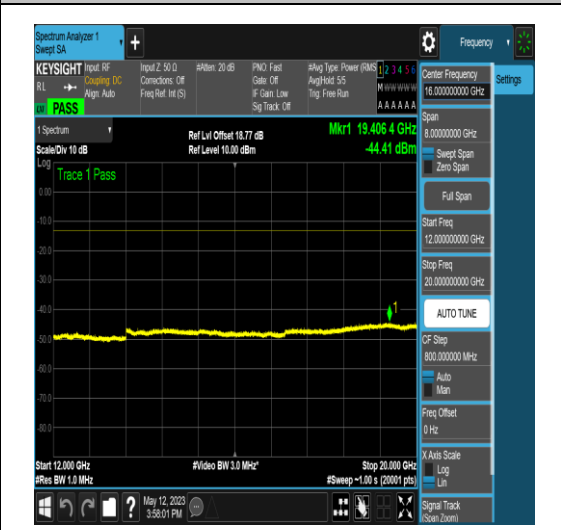 Spectrum Analyzer 1
Swept SA
+
Frequency
KEYSIGHT
Input: RF
Input Z: 50 Ω
#Atten: 20 dB
PNO: Fast
#Avg Type: Power (RMS
1 2 3 4 5 6
RL
Coupling: DC
Corrections: Off
Gate: Off
Avg|Hold: 5/5
M W W W W W
Align: Auto
Freq Ref: Int (S)
IF Gain: Low
Trig: Free Run
Sig Track: Off
A A A A A A
PASS
1 Spectrum
Ref Lvl Offset 18.77 dB
Mkr1 19.406 4 GHz
Scale/Div 10 dB
Ref Level 10.00 dBm
-44.41 dBm
Log
Trace 1 Pass
0.00
-10.0
-20.0
-30.0
-40.0
-50.0
-60.0
-70.0
-80.0
1
Start 12.000 GHz
#Video BW 3.0 MHz*
Stop 20.000 GHz
#Res BW 1.0 MHz
#Sweep ~1.00 s (20001 pts)
?
May 12, 2023
3:58:01 PM
Center Frequency
16.000000000 GHz
Settings
Span
8.00000000 GHz
Swept Span
Zero Span
Full Span
Start Freq
12.000000000 GHz
Stop Freq
20.000000000 GHz
AUTO TUNE
CF Step
800.000000 MHz
Auto
Man
Freq Offset
0 Hz
X Axis Scale
Log
Lin
Signal Track
(Span Zoom)